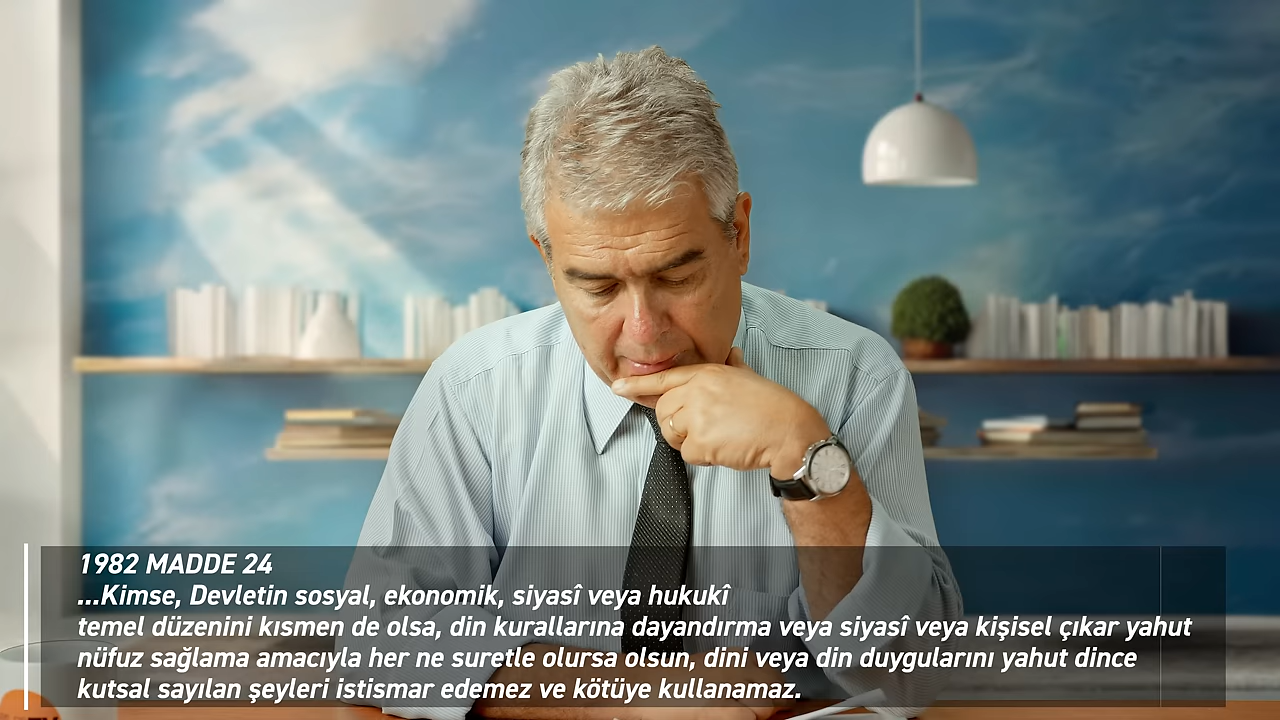 1982 MADDE 24
...Kimse, Devletin sosyal, ekonomik, siyasî veya hukukî
temel düzenini kısmen de olsa, din kurallarına dayandırma veya siyasî veya kişisel çıkar yahut
nüfuz sağlama amacıyla her ne suretle olursa olsun, dini veya din duygularını yahut dince
kutsal sayılan şeyleri istismar edemez ve kötüye kullanamaz.